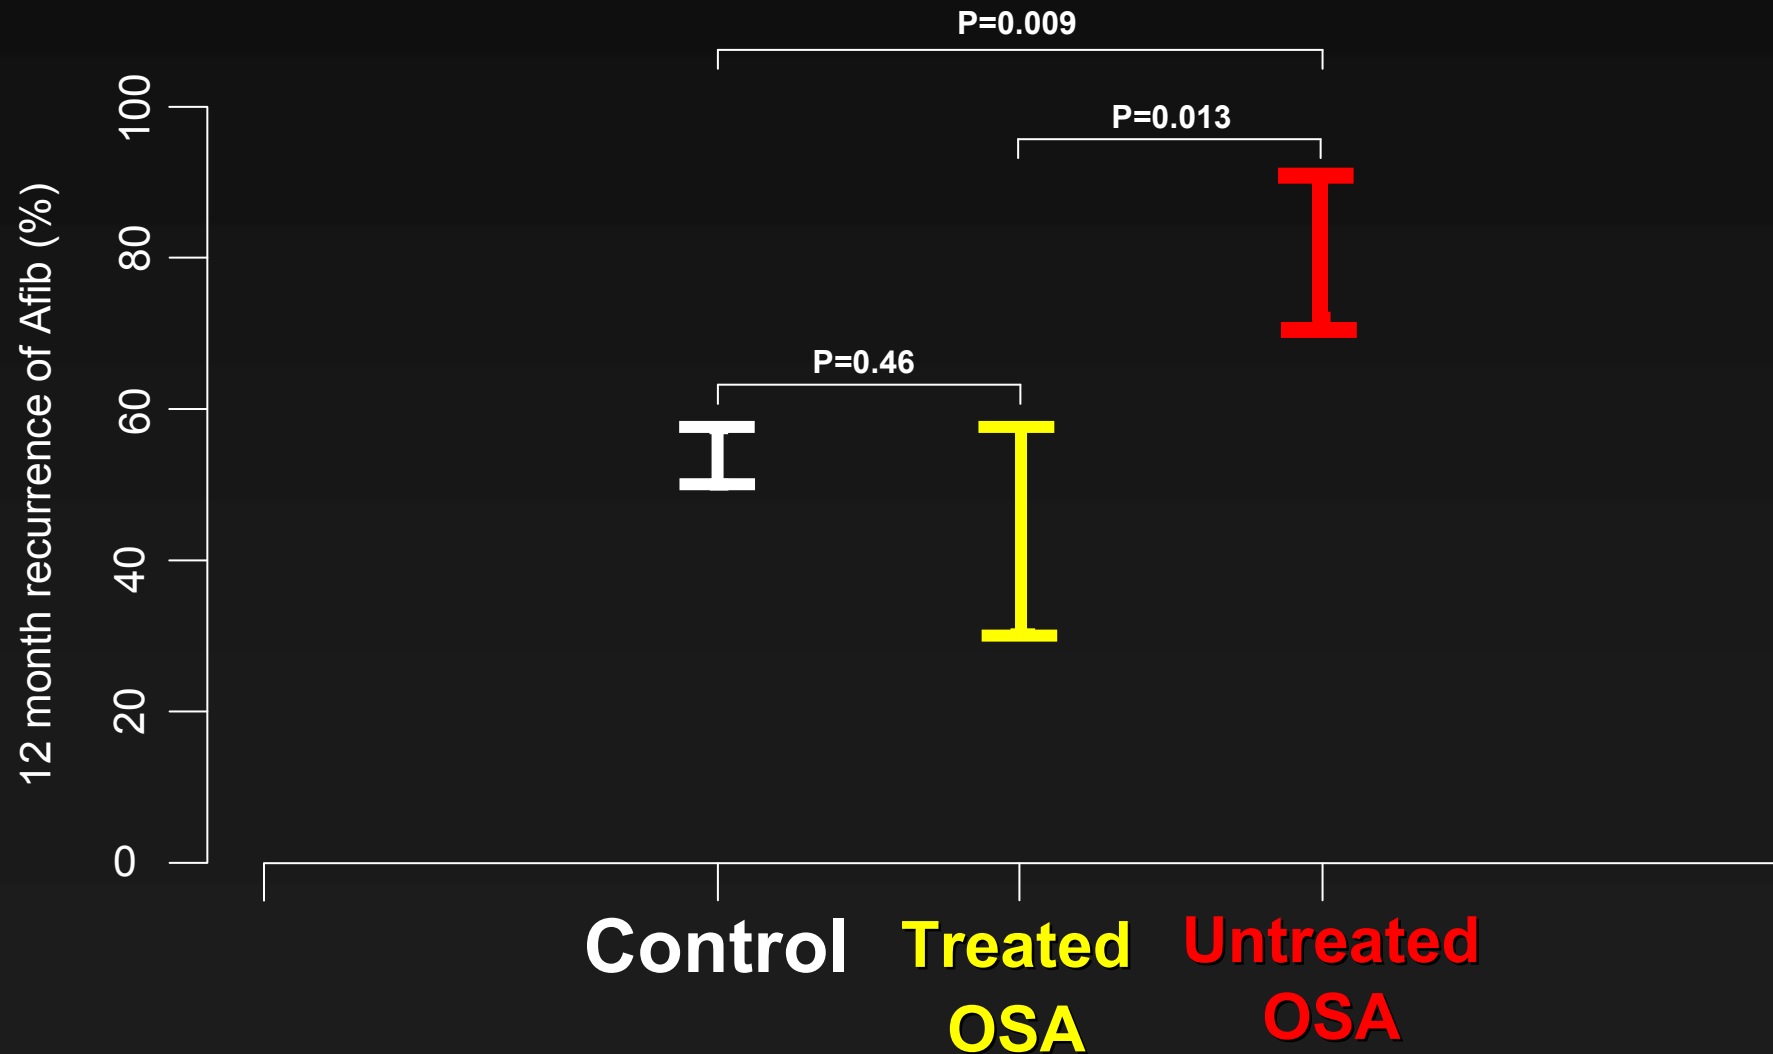 P=0.009
P=0.013
P=0.46
12 month recurrence of Afib (%)
100
80
60
40
20
0
Control
Treated
OSA
Untreated
OSA